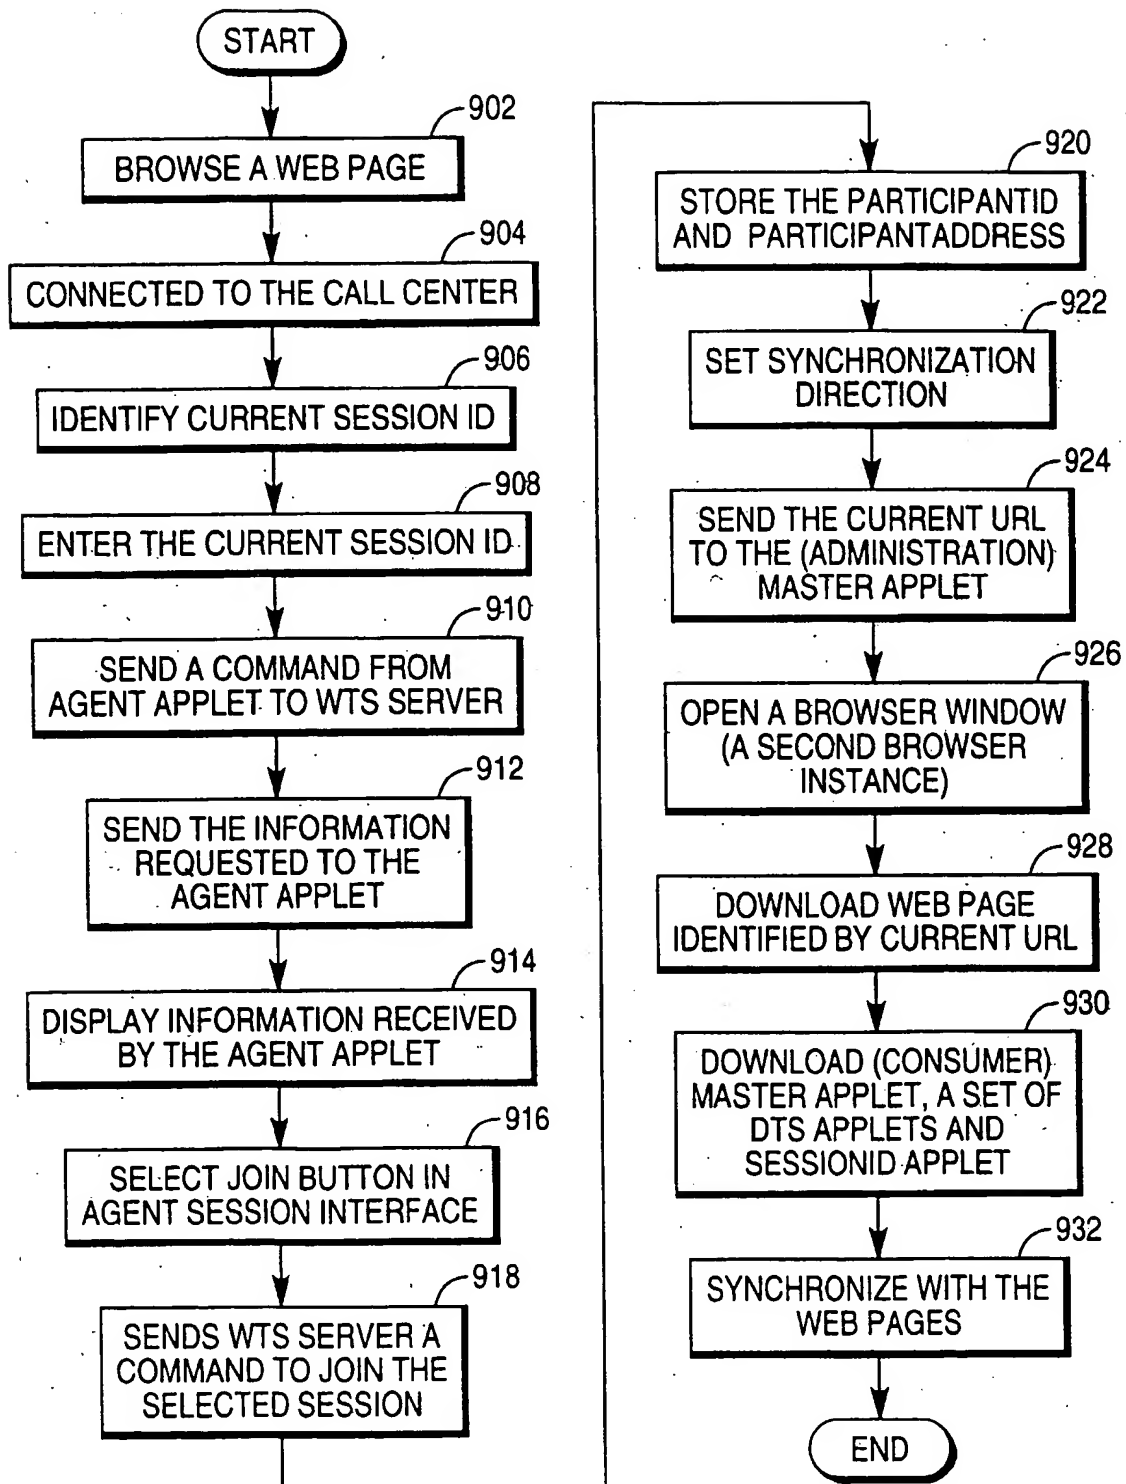 START
902
BROWSE A WEB PAGE
904
CONNECTED TO THE CALL CENTER
906
IDENTIFY CURRENT SESSION ID
908
ENTER THE CURRENT SESSION ID
910
SEND A COMMAND FROM
AGENT APPLET TO WTS SERVER
912
SEND THE INFORMATION
REQUESTED TO THE
AGENT APPLET
914
DISPLAY INFORMATION RECEIVED
BY THE AGENT APPLET
916
SELECT JOIN BUTTON IN
AGENT SESSION INTERFACE
918
SENDS WTS SERVER A
COMMAND TO JOIN THE
SELECTED SESSION
920
STORE THE PARTICIPANTID
AND PARTICIPANTADDRESS
922
SET SYNCHRONIZATION
DIRECTION
924
SEND THE CURRENT URL
TO THE (ADMINISTRATION)
MASTER APPLET
926
OPEN A BROWSER WINDOW
(A SECOND BROWSER
INSTANCE)
928
DOWNLOAD WEB PAGE
IDENTIFIED BY CURRENT URL
930
DOWNLOAD (CONSUMER)
MASTER APPLET, A SET OF
DTS APPLETS AND
SESSIONID APPLET
932
SYNCHRONIZE WITH THE
WEB PAGES
END